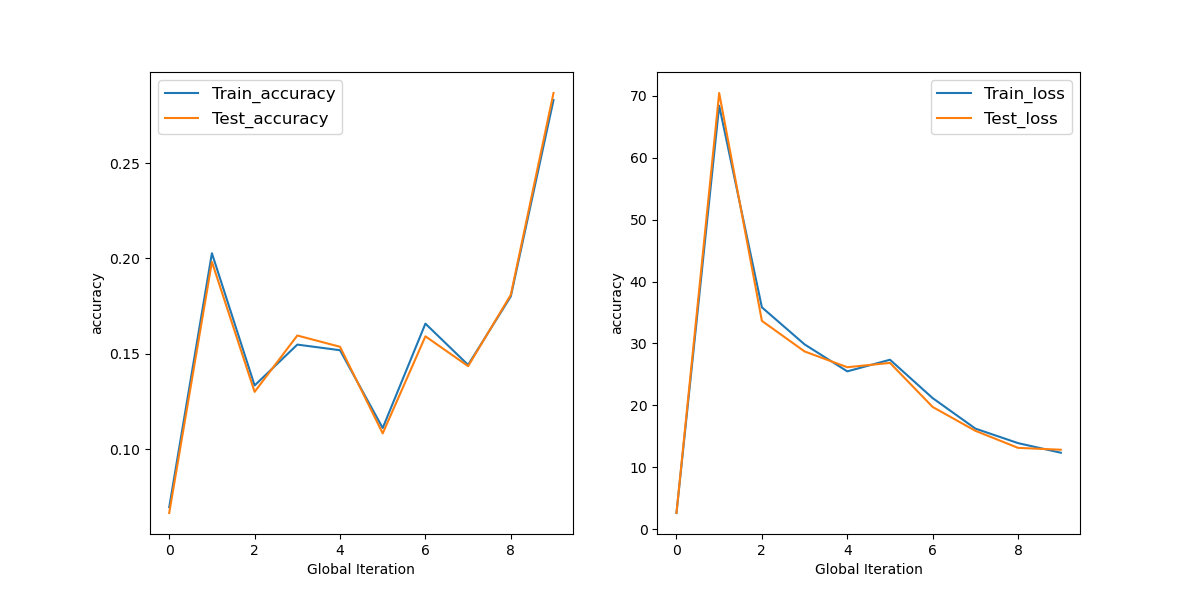 Train_accuracy
Test_accuracy
0.25
0.20
0.15
0.10
accuracy
0 2 4 6 8
Global Iteration
Train_loss
Test_loss
70
60
50
40
30
20
10
0
accuracy
0 2 4 6 8
Global Iteration